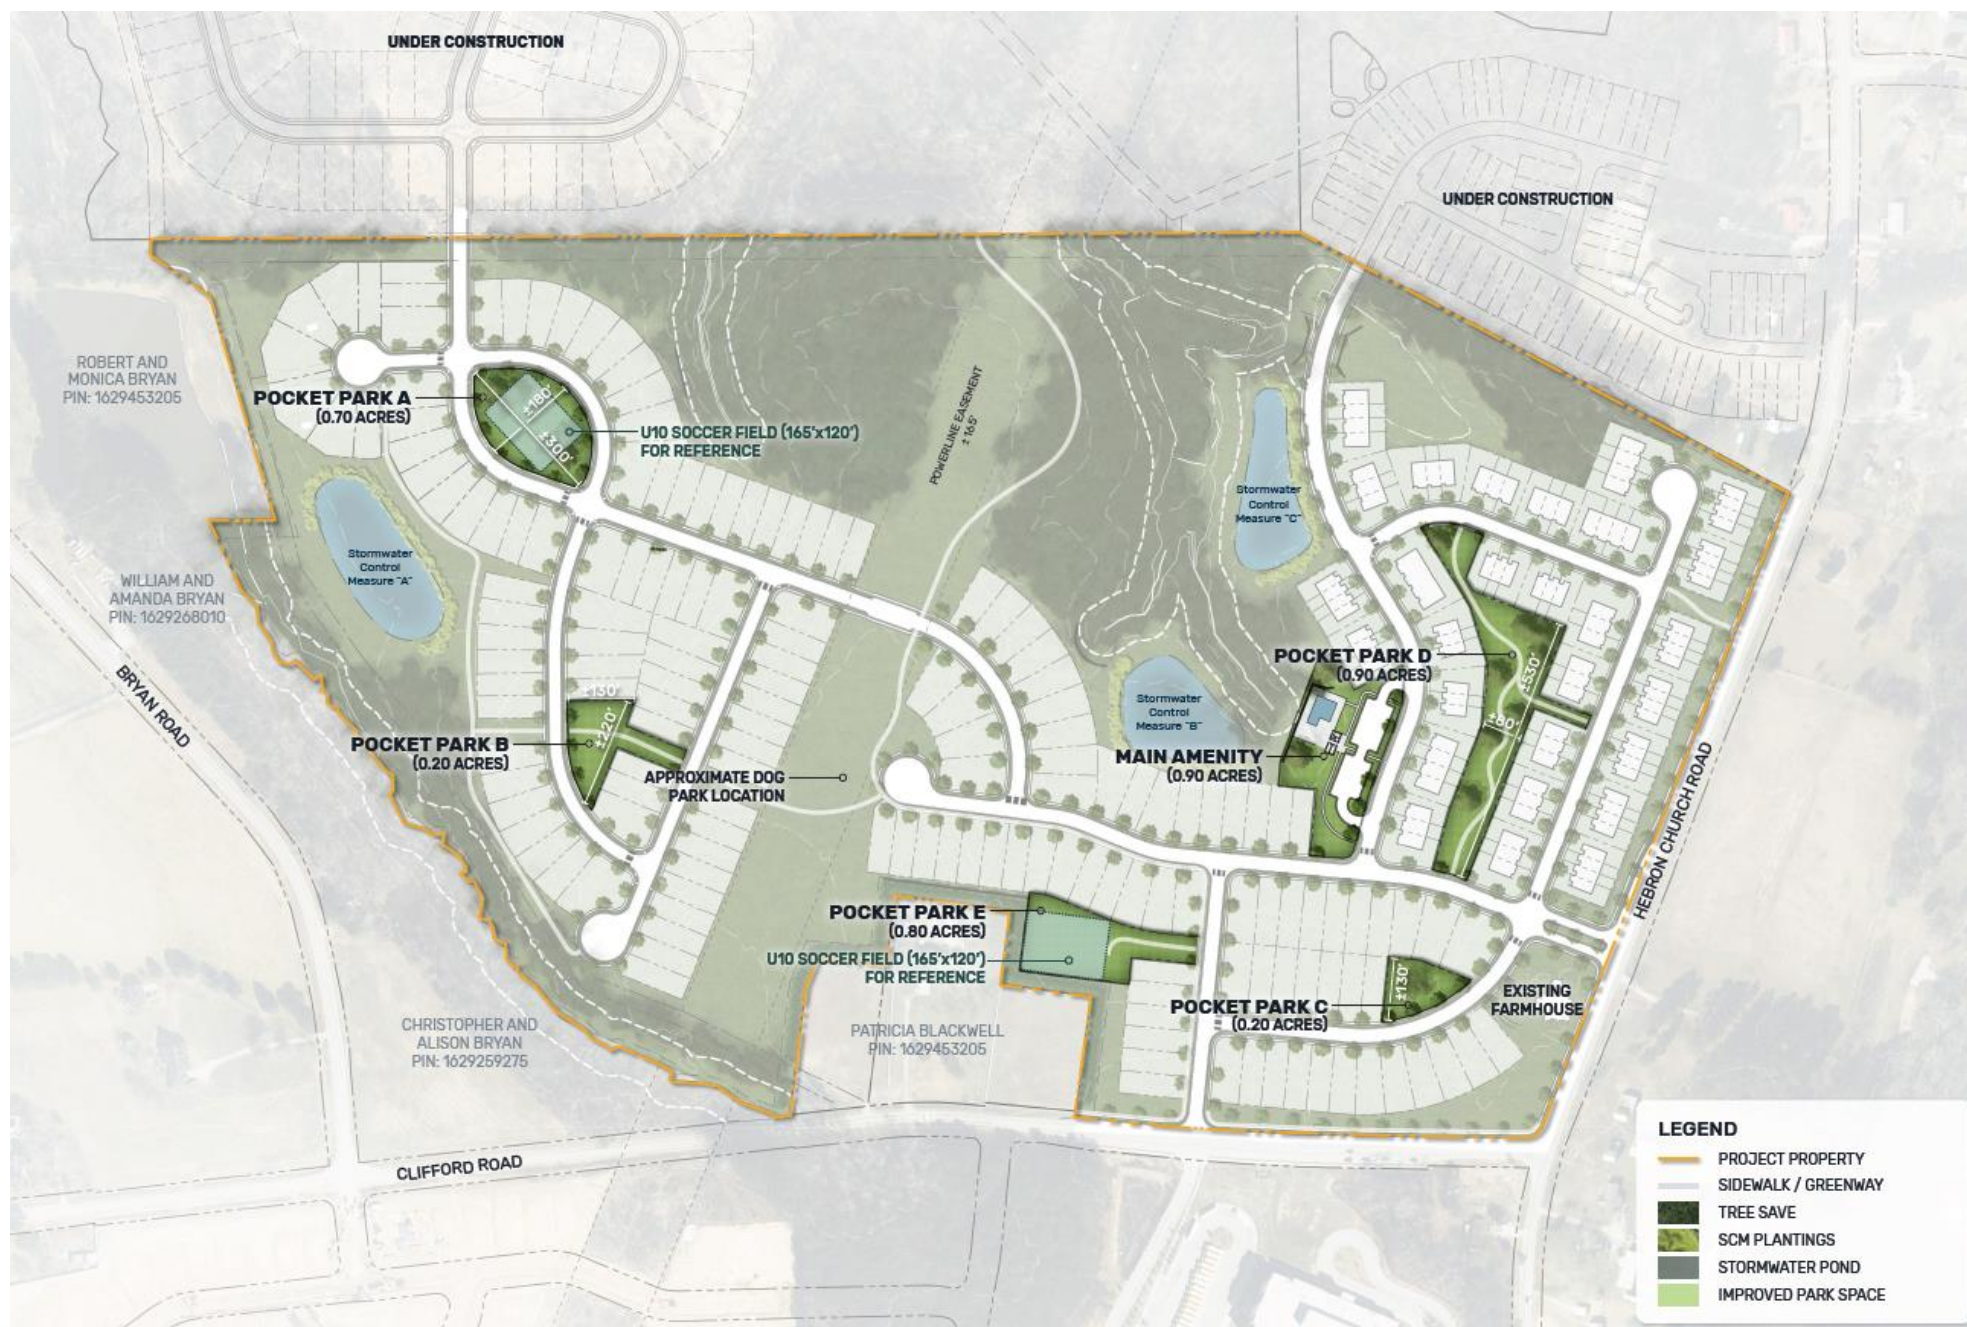 UNDER CONSTRUCTION
UNDER CONSTRUCTION
ROBERT AND
MONICA BRYAN
PIN: 1629453205
POCKET PARK A
(0.70 ACRES)
±180'
±300'
U10 SOCCER FIELD (165'x120')
FOR REFERENCE
POWERLINE EASEMENT
± 165'
Stormwater
Control
Measure "C"
Stormwater
Control
Measure "A"
WILLIAM AND
AMANDA BRYAN
PIN: 1629268010
BRYAN ROAD
POCKET PARK D
(0.90 ACRES)
±530'
±80'
Stormwater
Control
Measure "B"
±130'
±220'
POCKET PARK B
(0.20 ACRES)
MAIN AMENITY
(0.90 ACRES)
APPROXIMATE DOG
PARK LOCATION
HEBRON CHURCH ROAD
POCKET PARK E
(0.80 ACRES)
U10 SOCCER FIELD (165'x120')
FOR REFERENCE
±130'
POCKET PARK C
(0.20 ACRES)
EXISTING
FARMHOUSE
CHRISTOPHER AND
ALISON BRYAN
PIN: 1629259275
PATRICIA BLACKWELL
PIN: 1629453205
CLIFFORD ROAD
LEGEND
PROJECT PROPERTY
SIDEWALK / GREENWAY
TREE SAVE
SCM PLANTINGS
STORMWATER POND
IMPROVED PARK SPACE